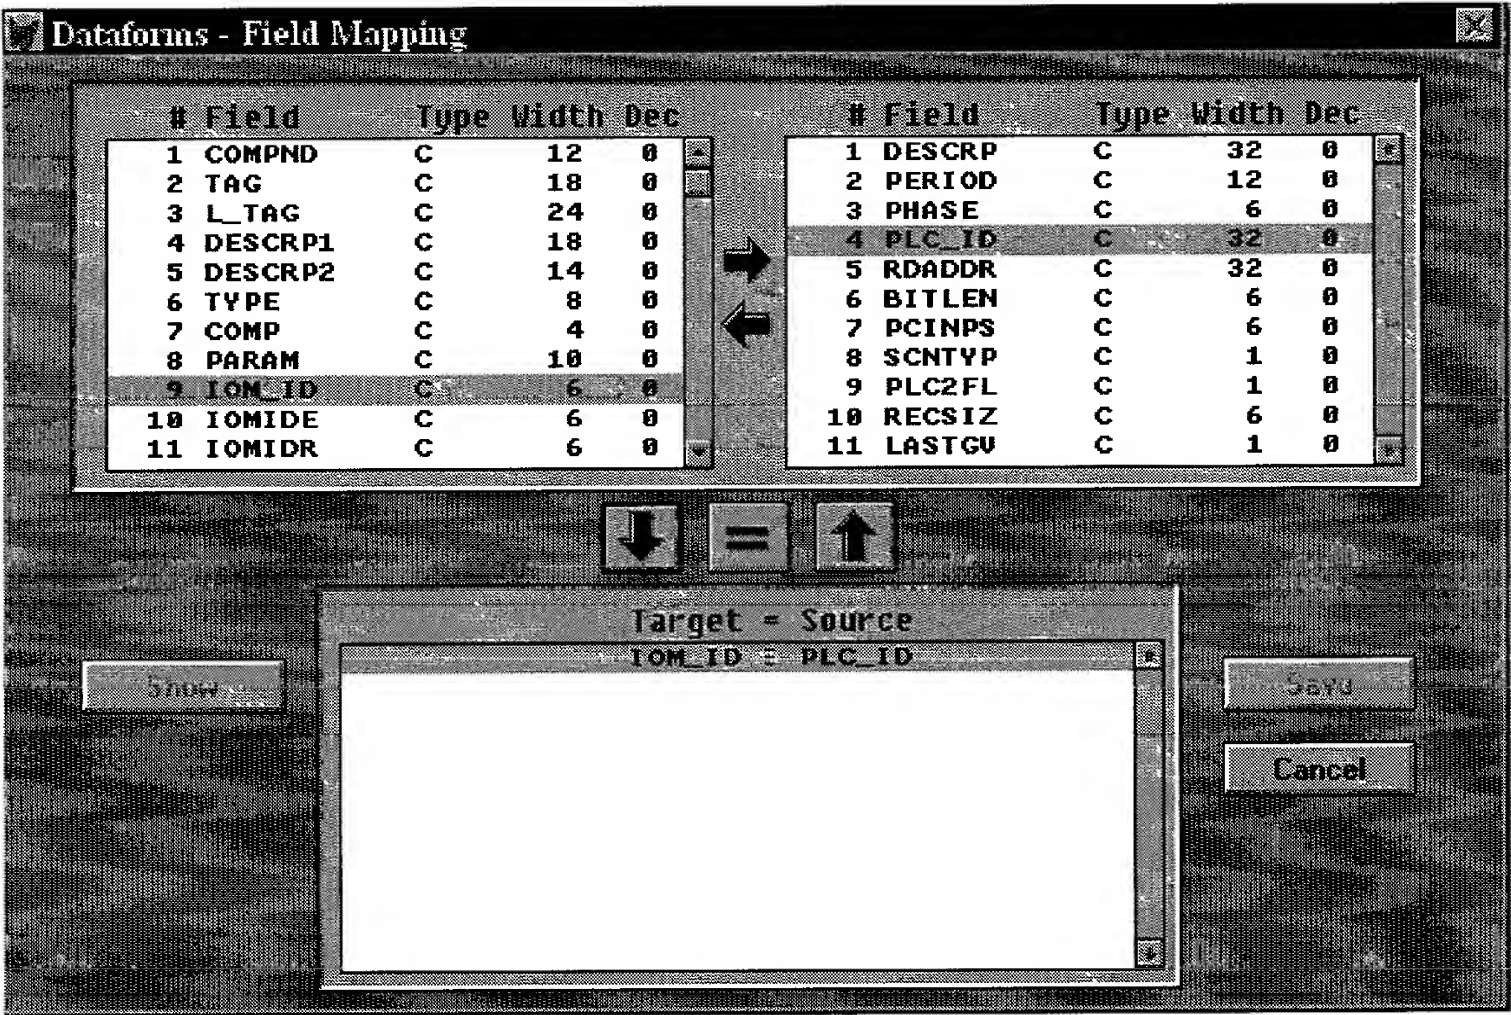 Dataforms - Field Mapping
# Field Type Width Dec
1 COMPND C 12 0
2 TAG C 18 0
3 L_TAG C 24 0
4 DESCRP1 C 18 0
5 DESCRP2 C 14 0
6 TYPE C 8 0
7 COMP C 4 0
8 PARAM C 10 0
9 IOM_ID C 6 0
10 IOMIDE C 6 0
11 IOMIDR C 6 0
# Field Type Width Dec
1 DESCRP C 32 0
2 PERIOD C 12 0
3 PHASE C 6 0
4 PLC_ID C 32 0
5 RDADDR C 32 0
6 BITLEN C 6 0
7 PCINPS C 6 0
8 SCNTYP C 1 0
9 PLC2FL C 1 0
10 RECSIZ C 6 0
11 LASTGV C 1 0
=
Target = Source
IOM_ID = PLC_ID
Show
Save
Cancel